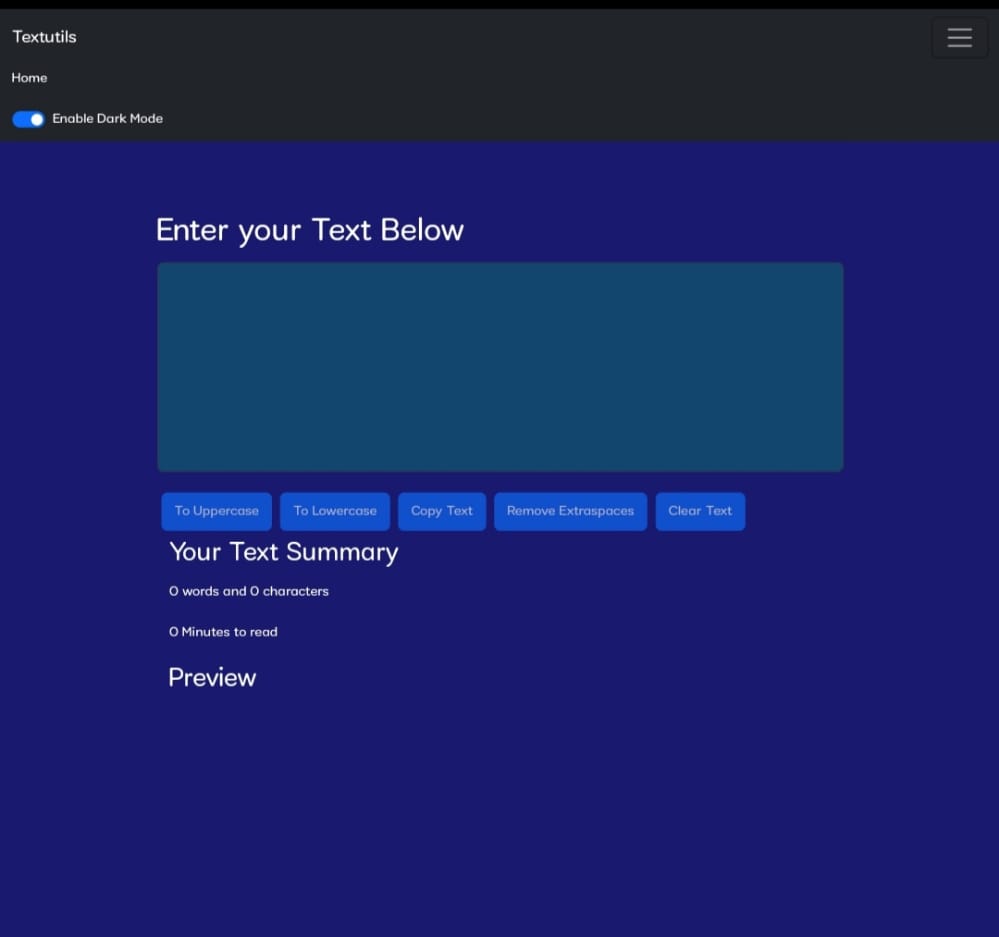 Textutils
Home
Enable Dark Mode
Enter your Text Below
To Uppercase To Lowercase Copy Text Remove Extraspaces Clear Text
Your Text Summary
0 words and 0 characters
0 Minutes to read
Preview